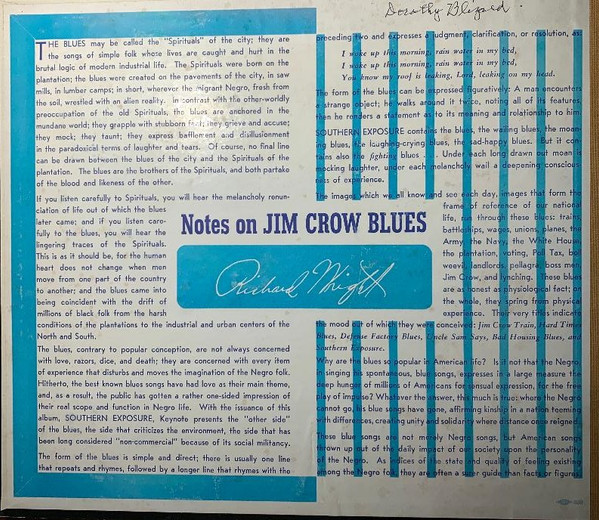 Dorothy Blizard.
THE BLUES may be called the "Spirituals" of the city; they are
the songs of simple folk whose lives are caught and hurt in the
brutal logic of modern industrial life. The Spirituals were born on the
plantation; the blues were created on the pavements of the city, in saw
mills, in lumber camps; in short, wherever the migrant Negro, fresh from
the soil, wrestled with an alien reality. In contrast with the other-worldly
preoccupation of the old Spirituals, the blues are anchored in the
mundane world; they grapple with stubborn fact; they grieve and accuse;
they mock; they taunt; they express bafflement and disillusionment
in the paradoxical terms of laughter and tears. Of course, no final line
can be drawn between the blues of the city and the Spirituals of the
plantation. The blues are the brothers of the Spirituals, and both partake
of the blood and likeness of the other.
If you listen carefully to Spirituals, you will hear the melancholy renun-
ciation of life out of which the blues
later came; and if you listen care-
fully to the blues, you will hear the
lingering traces of the Spirituals.
This is as it should be, for the human
heart does not change when men
move from one part of the country
to another; and the blues came into
being coincident with the drift of
millions of black folk from the harsh
conditions of the plantations to the industrial and urban centers of the
North and South.
The blues, contrary to popular conception, are not always concerned
with love, razors, dice, and death; they are concerned with every item
of experience that disturbs and moves the imagination of the Negro folk.
Hitherto, the best known blues songs have had love as their main theme,
and, as a result, the public has gotten a rather one-sided impression of
their real scope and function in Negro life. With the issuance of this
album, SOUTHERN EXPOSURE, Keynote presents the "other side"
of the blues, the side that criticizes the environment, the side that has
been long considered "non-commercial" because of its social militancy.
The form of the blues is simple and direct; there is usually one line
that repeats and rhymes, followed by a longer line that rhymes with the
Notes on JIM CROW BLUES
Richard Wright
preceding two and expresses a judgment, clarification, or resolution, as
I woke up this morning, rain water in my bed,
I woke up this morning, rain water in my bed,
You know my roof is leaking, Lord, leaking on my head.
The form of the blues can be expressed figuratively: A man encounters
a strange object; he walks around it twice, noting all of its features,
then he renders a statement as to its meaning and relationship to him.
SOUTHERN EXPOSURE contains the blues, the wailing blues, the moan-
ing blues, the laughing-crying blues, the sad-happy blues. But it con-
tains also the fighting blues . . . Under each long drawn out moan is
mocking laughter, under each melancholy wail a deepening conscious-
ness of experience.
The images which we all know and see each day, images that form the
frame of reference of our national
life, run through these blues: trains,
battleships, wages, unions, planes, the
Army, the Navy, the White House,
the plantation, voting, Poll Tax, boll
weevil, landlords, pellagra, boss men,
Jim Crow, and lynching. These blues
are as honest as physiological fact; on
the whole, they spring from physical
experience. Their very titles indicate
the mood out of which they were conceived: Jim Crow Train, Hard Times
Blues, Defense Factory Blues, Uncle Sam Says, Bad Housing Blues, and
Southern Exposure.
Why are the blues so popular in American life? Is it not that the Negro,
in singing his spontaneous, blue songs, expresses in a large measure the
deep hunger of millions of Americans for sensual expression, for the free
play of impulse? Whatever the answer, this much is true: where the Negro
cannot go, his blue songs have gone, affirming kinship in a nation teeming
with differences, creating unity and solidarity where distance once reigned.
These blues songs are not merely Negro songs, but American songs
thrown up out of the daily impact of our society upon the personality
of the Negro. As indices of the state and quality of feeling existing
among the Negro folk, they are often a surer guide than facts or figures.